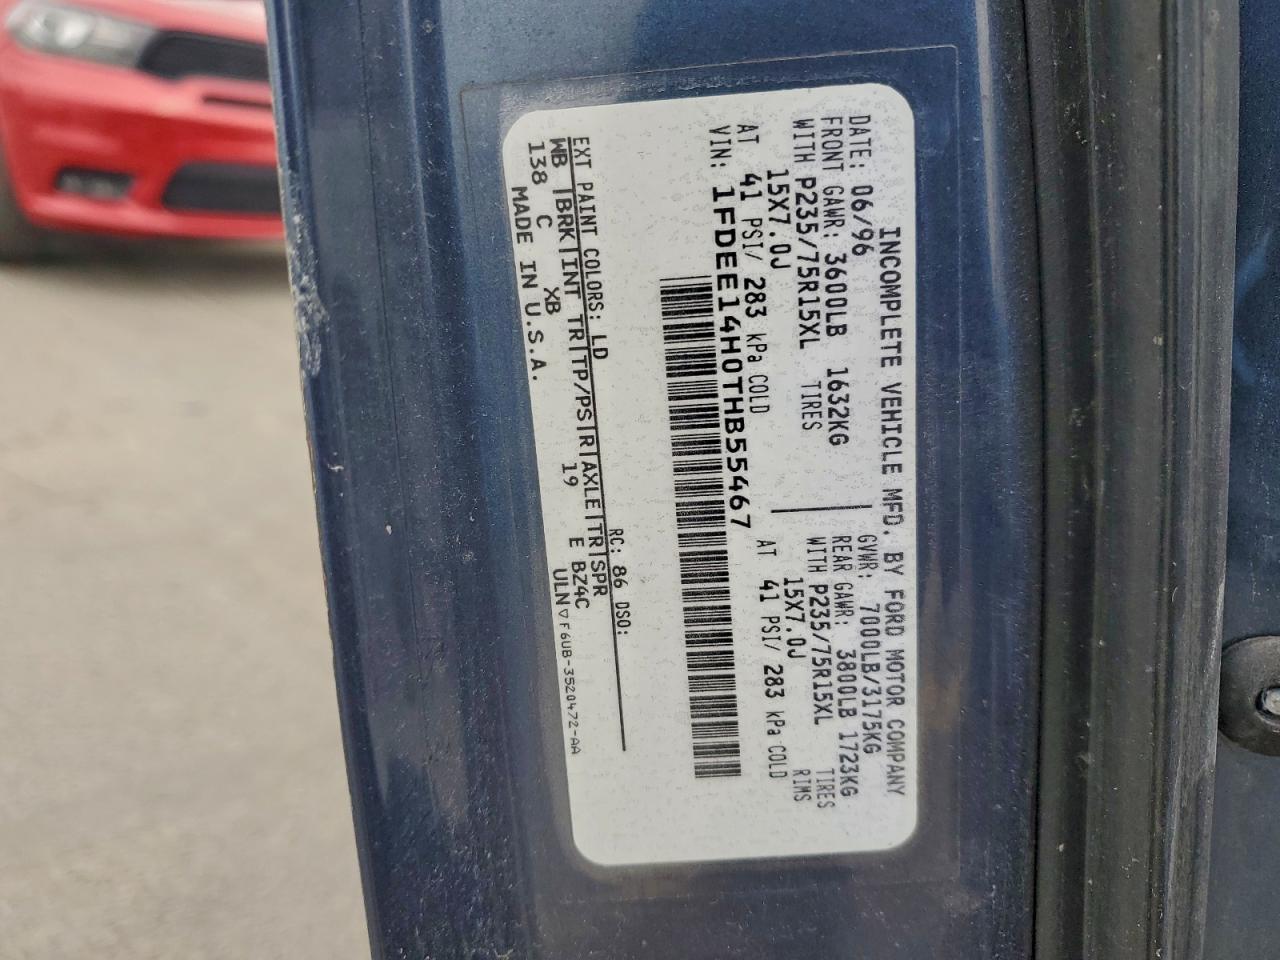 INCOMPLETE VEHICLE MFD. BY FORD MOTOR COMPANY
DATE: 06/96 GVWR: 7000LB/3175KG
FRONT GAWR: 3600LB 1632KG REAR GAWR: 3800LB 1723KG
WITH P235/75R15XL TIRES WITH P235/75R15XL TIRES
15X7.0J 15X7.0J RIMS
AT 41 PSI/ 283 kPa COLD AT 41 PSI/ 283 kPa COLD
VIN: 1FDEE14H0THB55467
EXT PAINT COLORS: LD RC: 86 DSO:
WB BRK INT TR TP/PS R AXLE TR SPR
138 C XB 19 E BZ4C
MADE IN U.S.A. ULN ▽ F6UB-3520472-AA